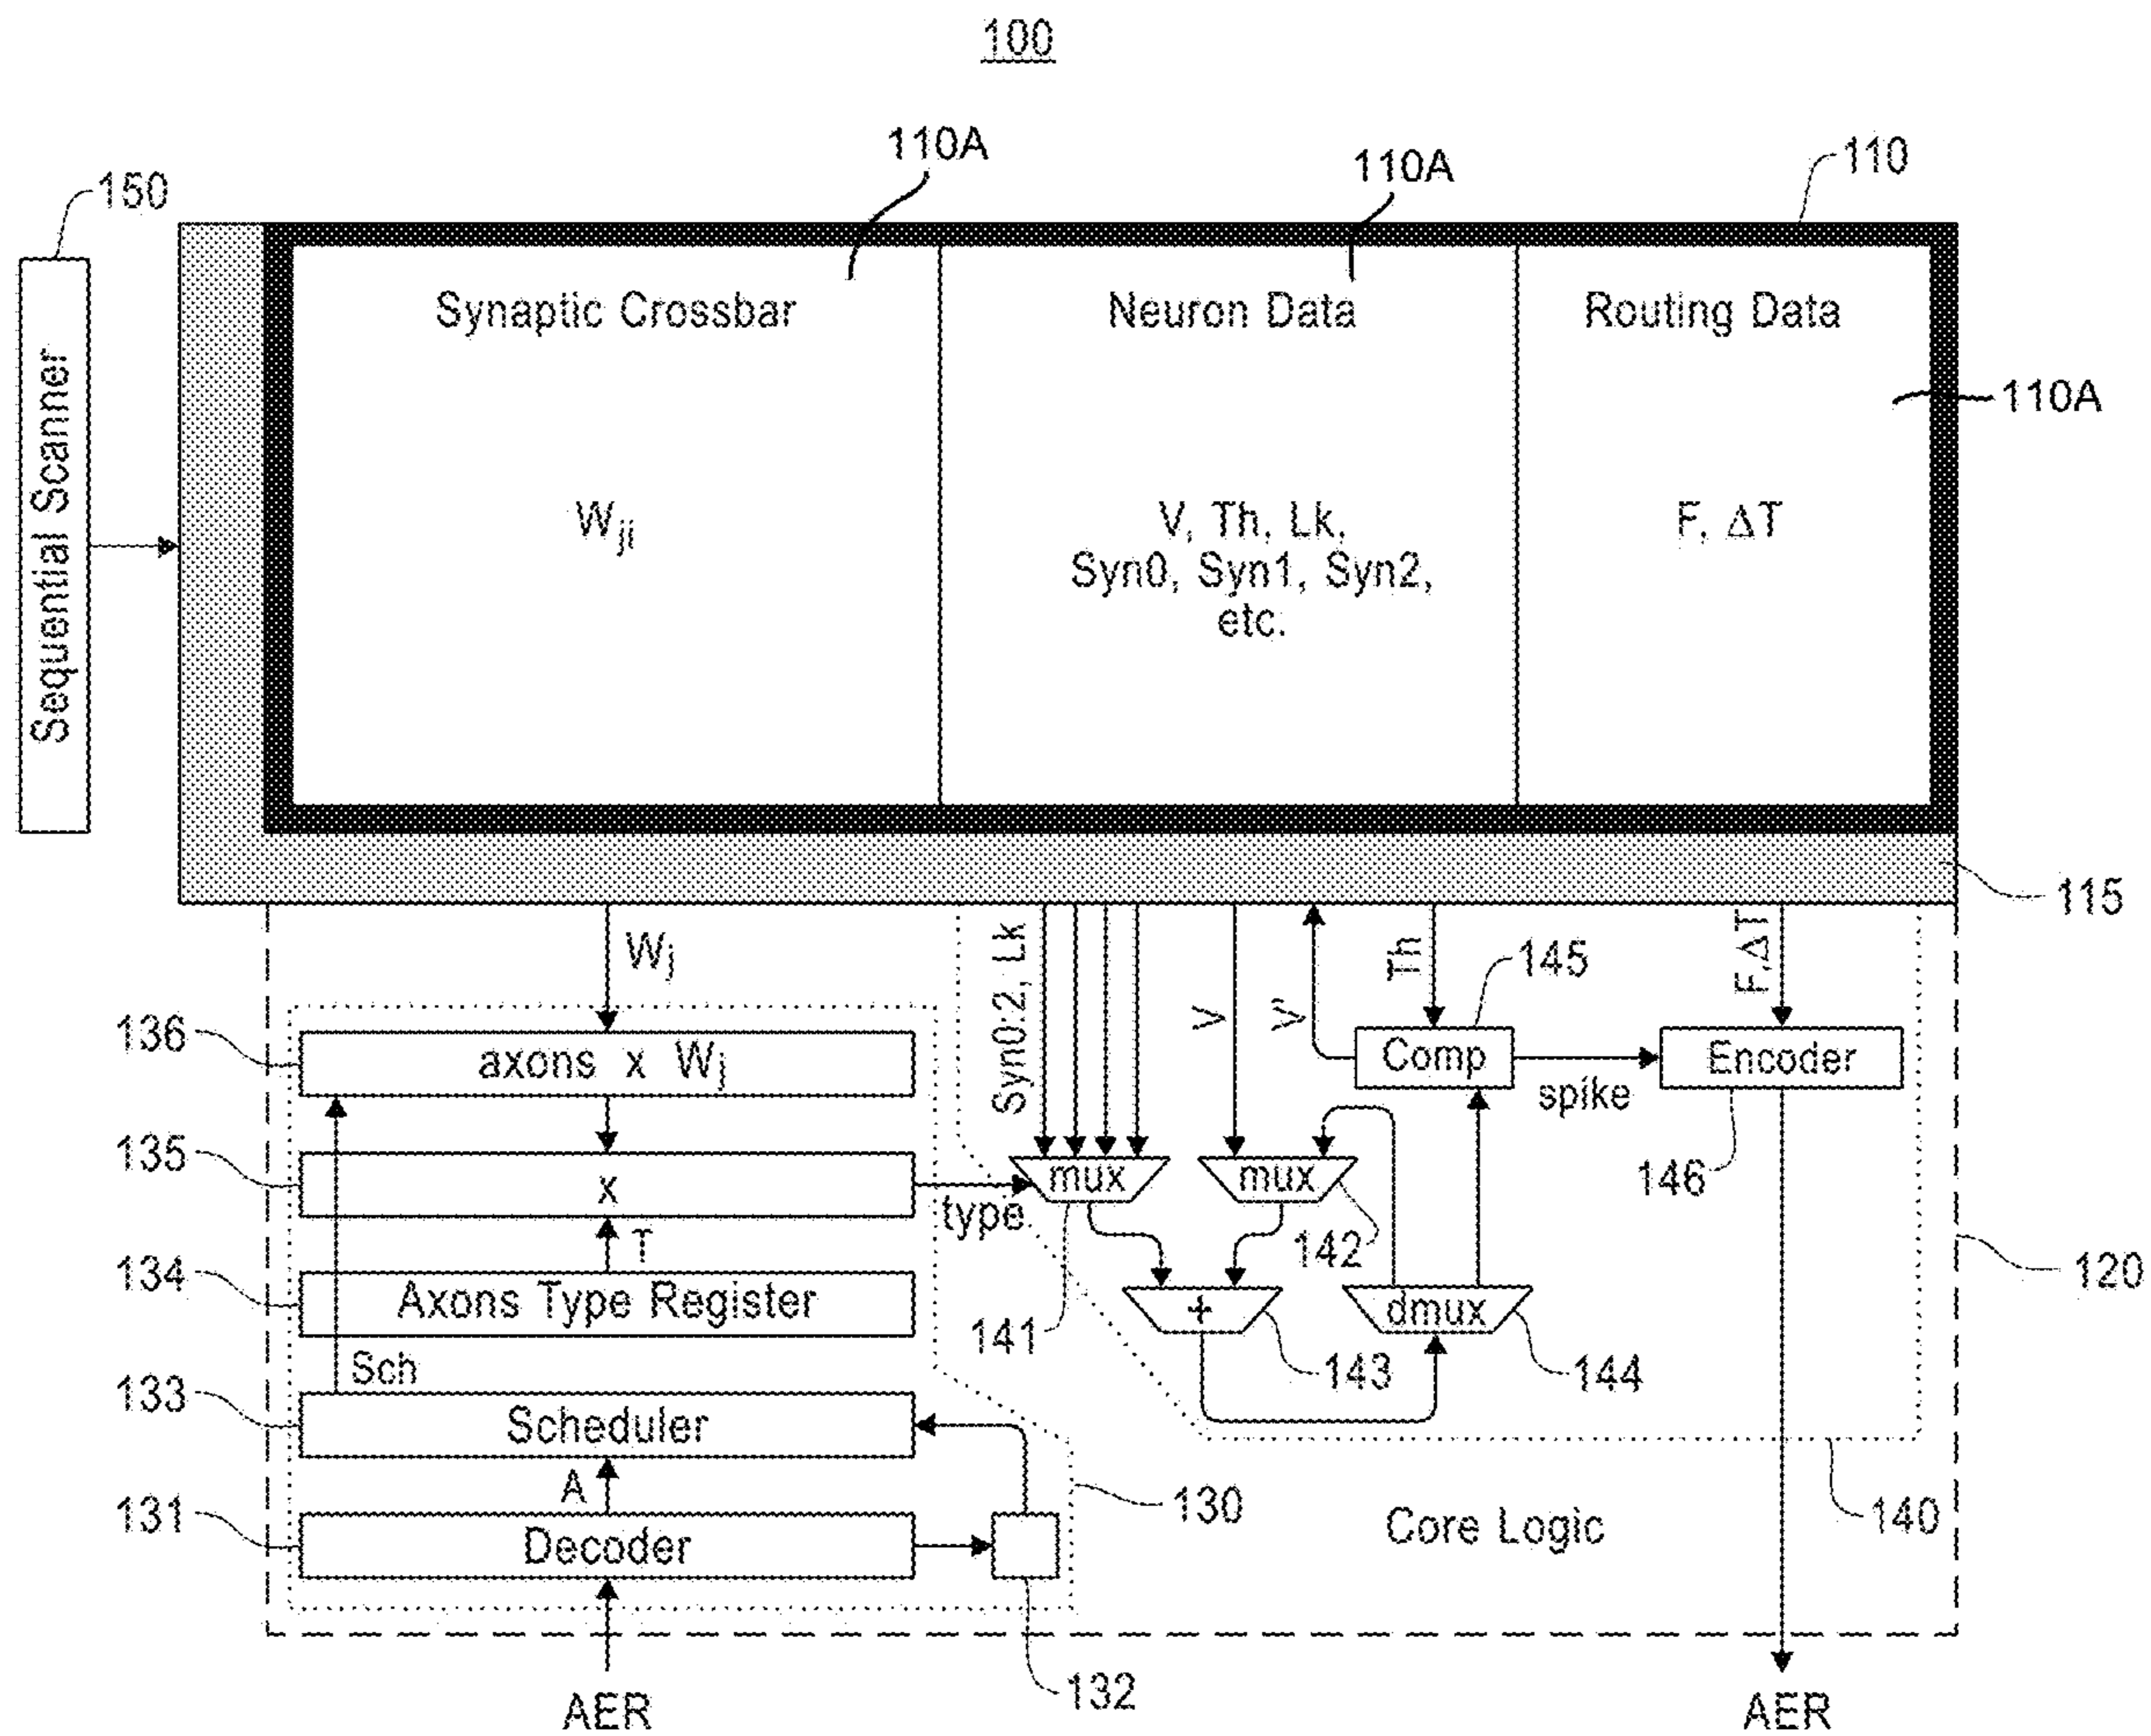 100
110A
110A
110
150
Sequential Scanner
Synaptic Crossbar
Neuron Data
Routing Data
110A
Wji
V, Th, Lk,
Syn0, Syn1, Syn2,
etc.
F, ΔT
115
Wj
Syn0:2, Lk
V
V'
Th
F,ΔT
145
136
axons x Wj
Comp
spike
Encoder
146
135
x
type
mux
mux
142
T
134
Axons Type Register
141
+
143
dmux
144
120
Sch
133
Scheduler
A
131
Decoder
130
Core Logic
140
132
AER
AER